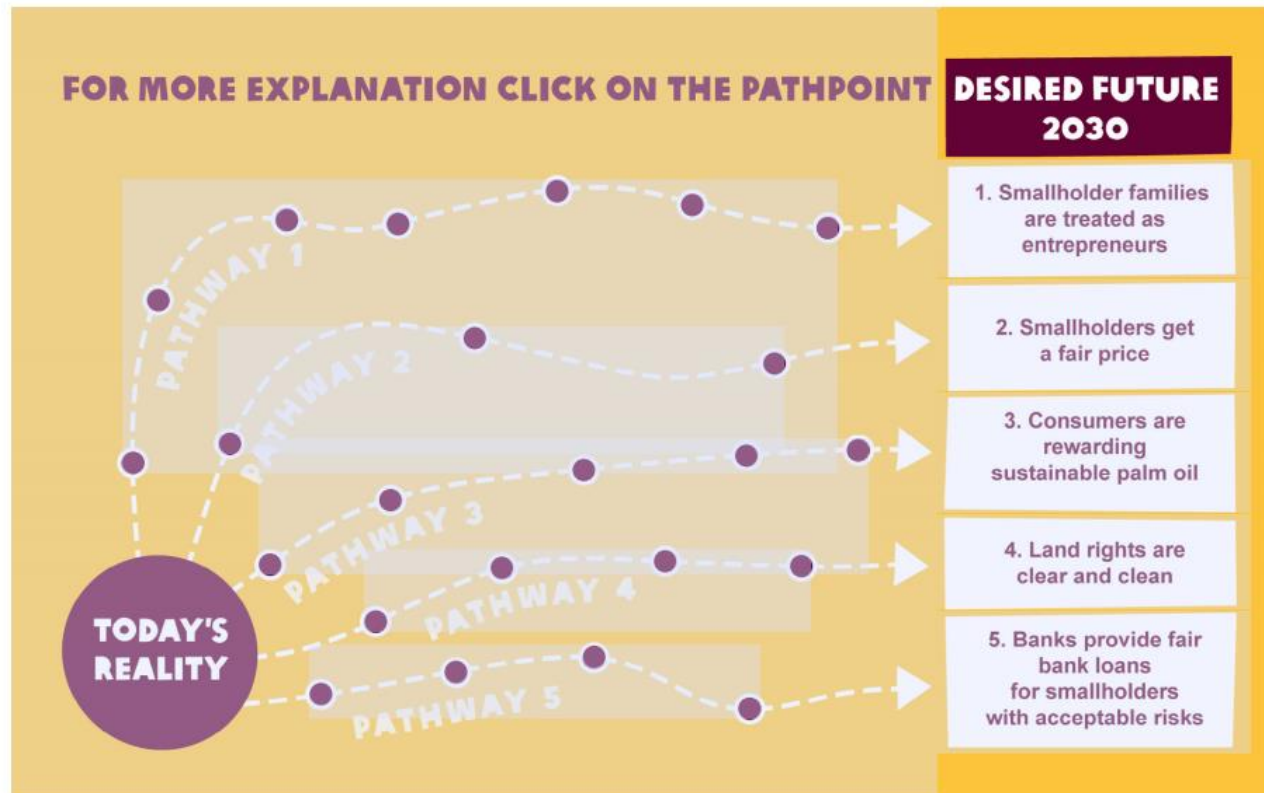 FOR MORE EXPLANATION CLICK ON THE PATHPOINT
DESIRED FUTURE
2030
PATHWAY 1
PATHWAY 2
PATHWAY 3
PATHWAY 4
PATHWAY 5
TODAY'S
REALITY
1. Smallholder families
are treated as
entrepreneurs
2. Smallholders get
a fair price
3. Consumers are
rewarding
sustainable palm oil
4. Land rights are
clear and clean
5. Banks provide fair
bank loans
for smallholders
with acceptable risks